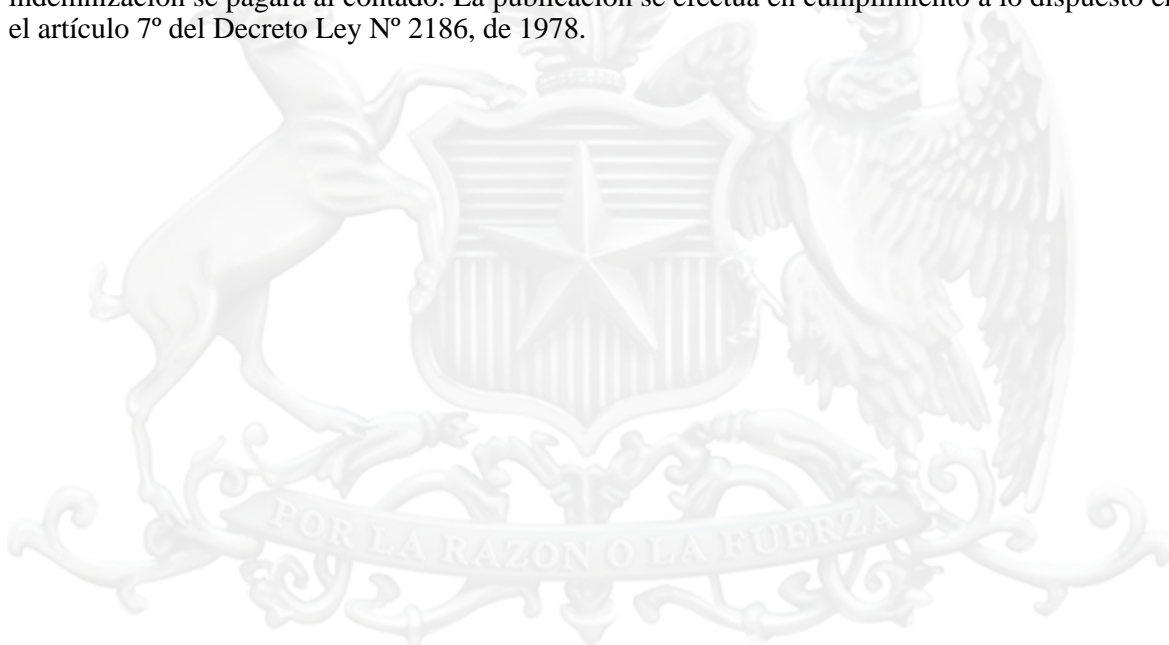 indemnización se pagará al contado. La publicación se efectúa en cumplimiento a lo dispuesto en
el artículo 7º del Decreto Ley Nº 2186, de 1978.
POR LA RAZON O LA FUERZA